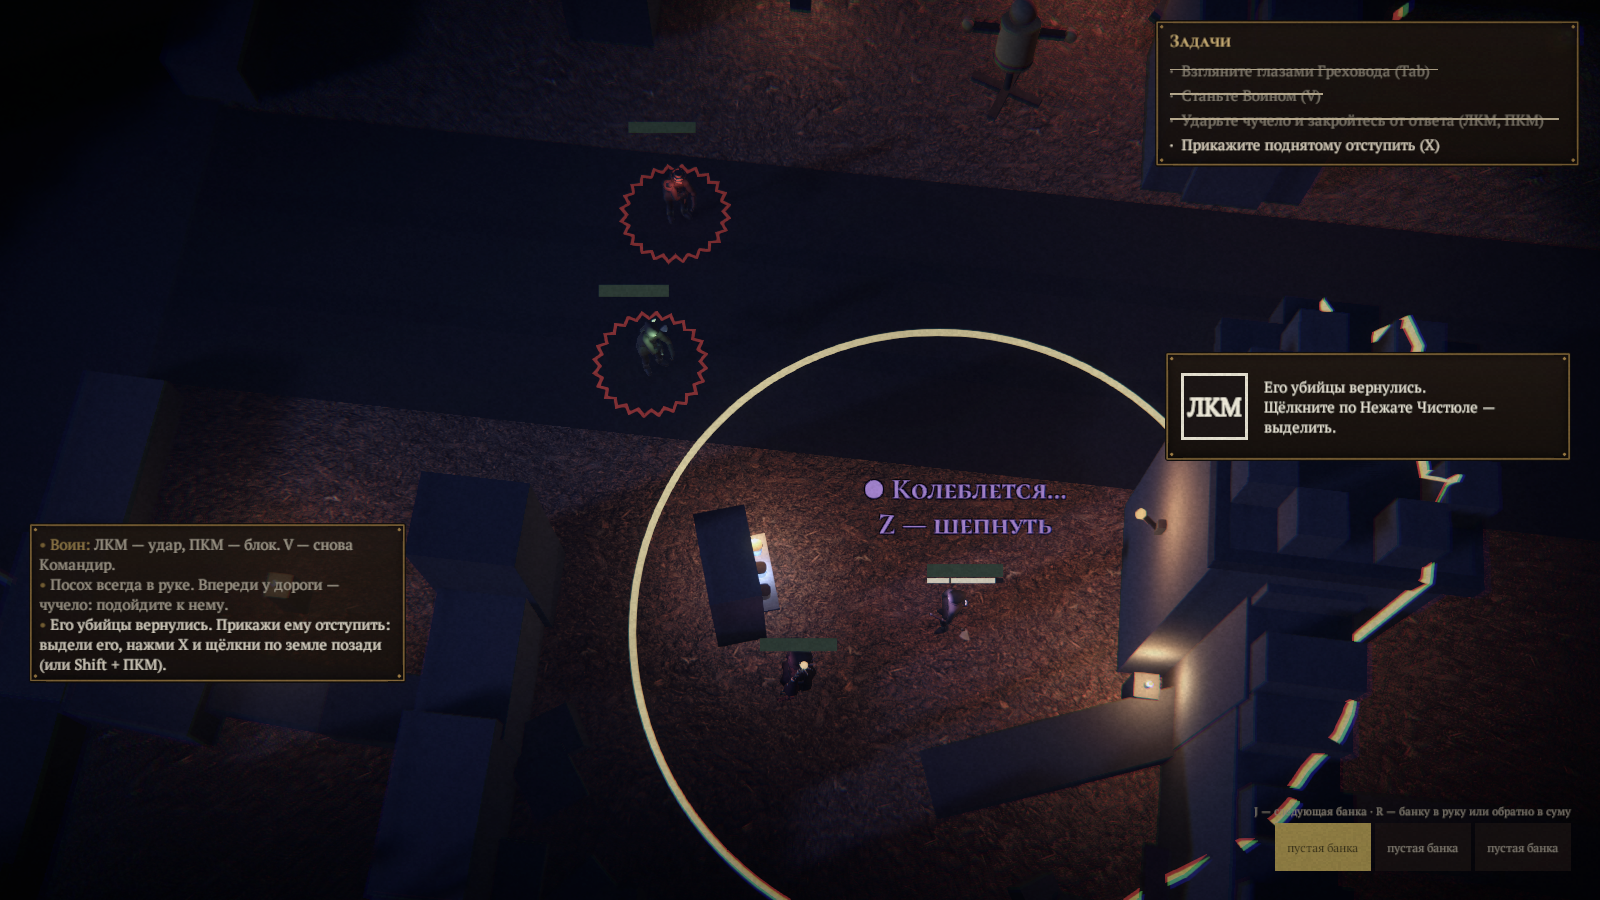 Задачи
· Взгляните глазами Греховода (Tab)
· Станьте Воином (V)
· Ударьте чучело и закройтесь от ответа (ЛКМ, ПКМ)
· Прикажите поднятому отступить (X)
ЛКМ
Его убийцы вернулись.
Щёлкните по Нежате Чистюле —
выделить.
Колеблется...
Z — шепнуть
• Воин: ЛКМ — удар, ПКМ — блок. V — снова
Командир.
• Посох всегда в руке. Впереди у дороги —
чучело: подойдите к нему.
• Его убийцы вернулись. Прикажи ему отступить:
выдели его, нажми X и щёлкни по земле позади
(или Shift + ПКМ).
J — следующая банка · R — банку в руку или обратно в суму
пустая банка
пустая банка
пустая банка